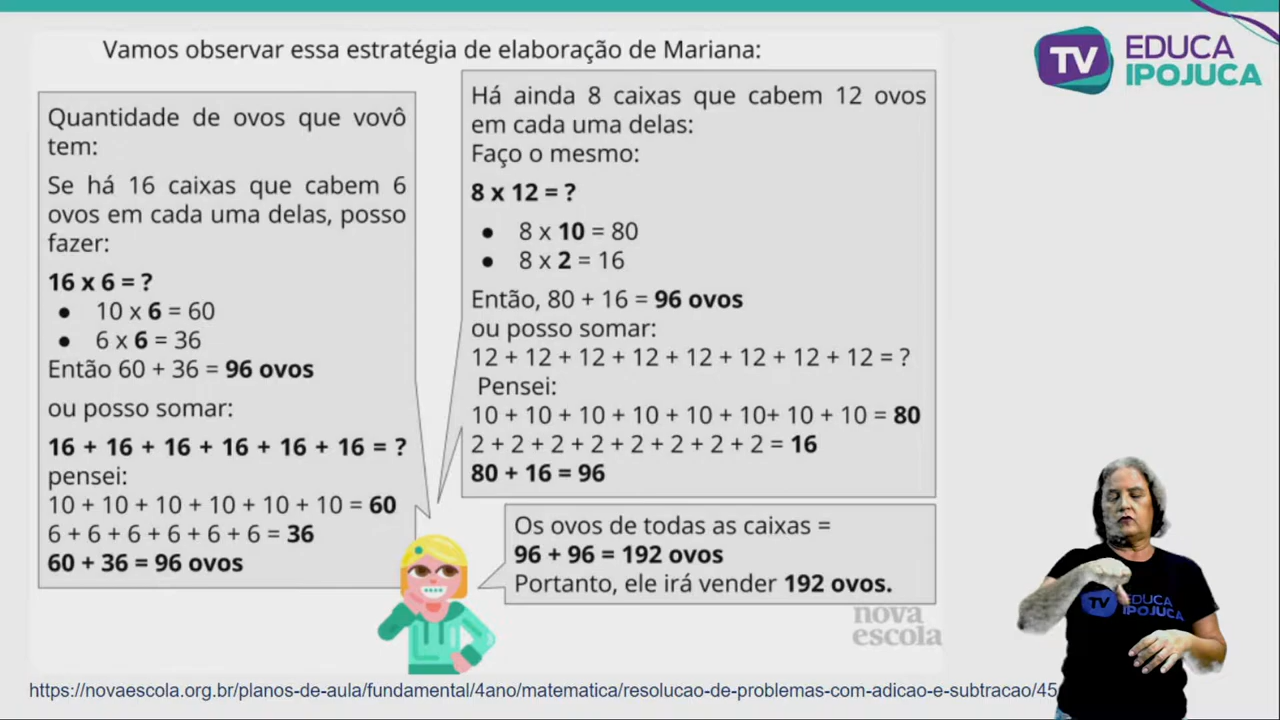 Vamos observar essa estratégia de elaboração de Mariana:
TV EDUCA
IPOJUCA
Quantidade de ovos que vovô
tem:
Se há 16 caixas que cabem 6
ovos em cada uma delas, posso
fazer:
16 x 6 = ?
● 10 x 6 = 60
● 6 x 6 = 36
Então 60 + 36 = 96 ovos
ou posso somar:
16 + 16 + 16 + 16 + 16 + 16 = ?
pensei:
10 + 10 + 10 + 10 + 10 + 10 = 60
6 + 6 + 6 + 6 + 6 + 6 = 36
60 + 36 = 96 ovos
Há ainda 8 caixas que cabem 12 ovos
em cada uma delas:
Faço o mesmo:
8 x 12 = ?
● 8 x 10 = 80
● 8 x 2 = 16
Então, 80 + 16 = 96 ovos
ou posso somar:
12 + 12 + 12 + 12 + 12 + 12 + 12 + 12 = ?
Pensei:
10 + 10 + 10 + 10 + 10 + 10+ 10 + 10 = 80
2 + 2 + 2 + 2 + 2 + 2 + 2 + 2 = 16
80 + 16 = 96
Os ovos de todas as caixas =
96 + 96 = 192 ovos
Portanto, ele irá vender 192 ovos.
nova
escola
TV EDUCA
IPOJUCA
https://novaescola.org.br/planos-de-aula/fundamental/4ano/matematica/resolucao-de-problemas-com-adicao-e-subtracao/45